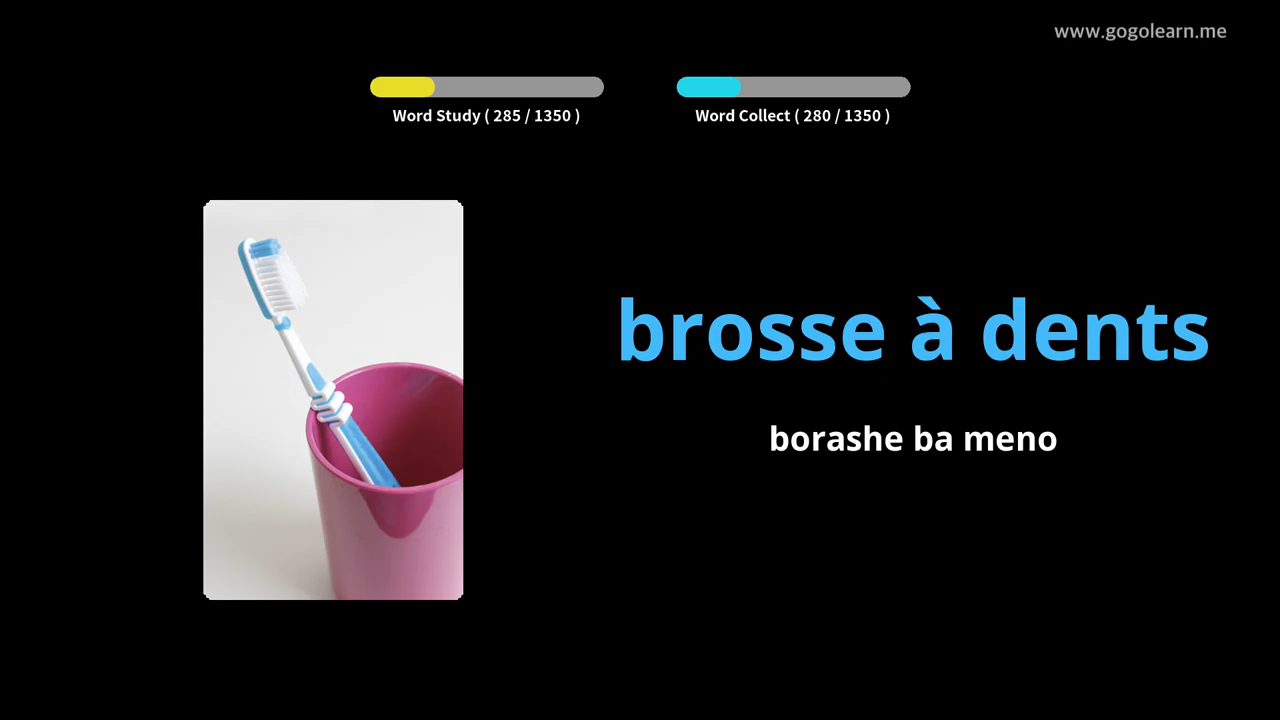 www.gogolearn.me
Word Study ( 285 / 1350 )
Word Collect ( 280 / 1350 )
brosse à dents
borashe ba meno